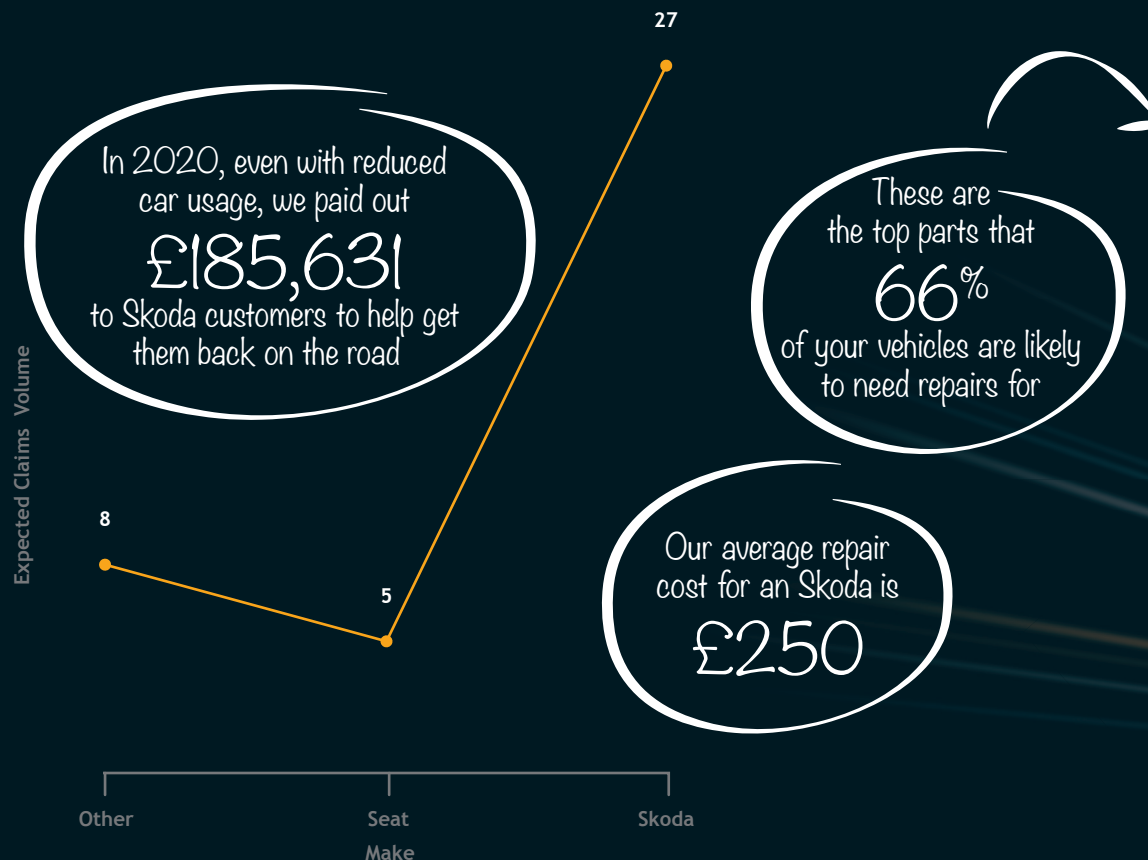 27
In 2020, even with reduced
car usage, we paid out
£185,631
to Skoda customers to help get
them back on the road
These are
the top parts that
66%
of your vehicles are likely
to need repairs for
Expected Claims Volume
8
5
Our average repair
cost for an Skoda is
£250
Other
Seat
Skoda
Make